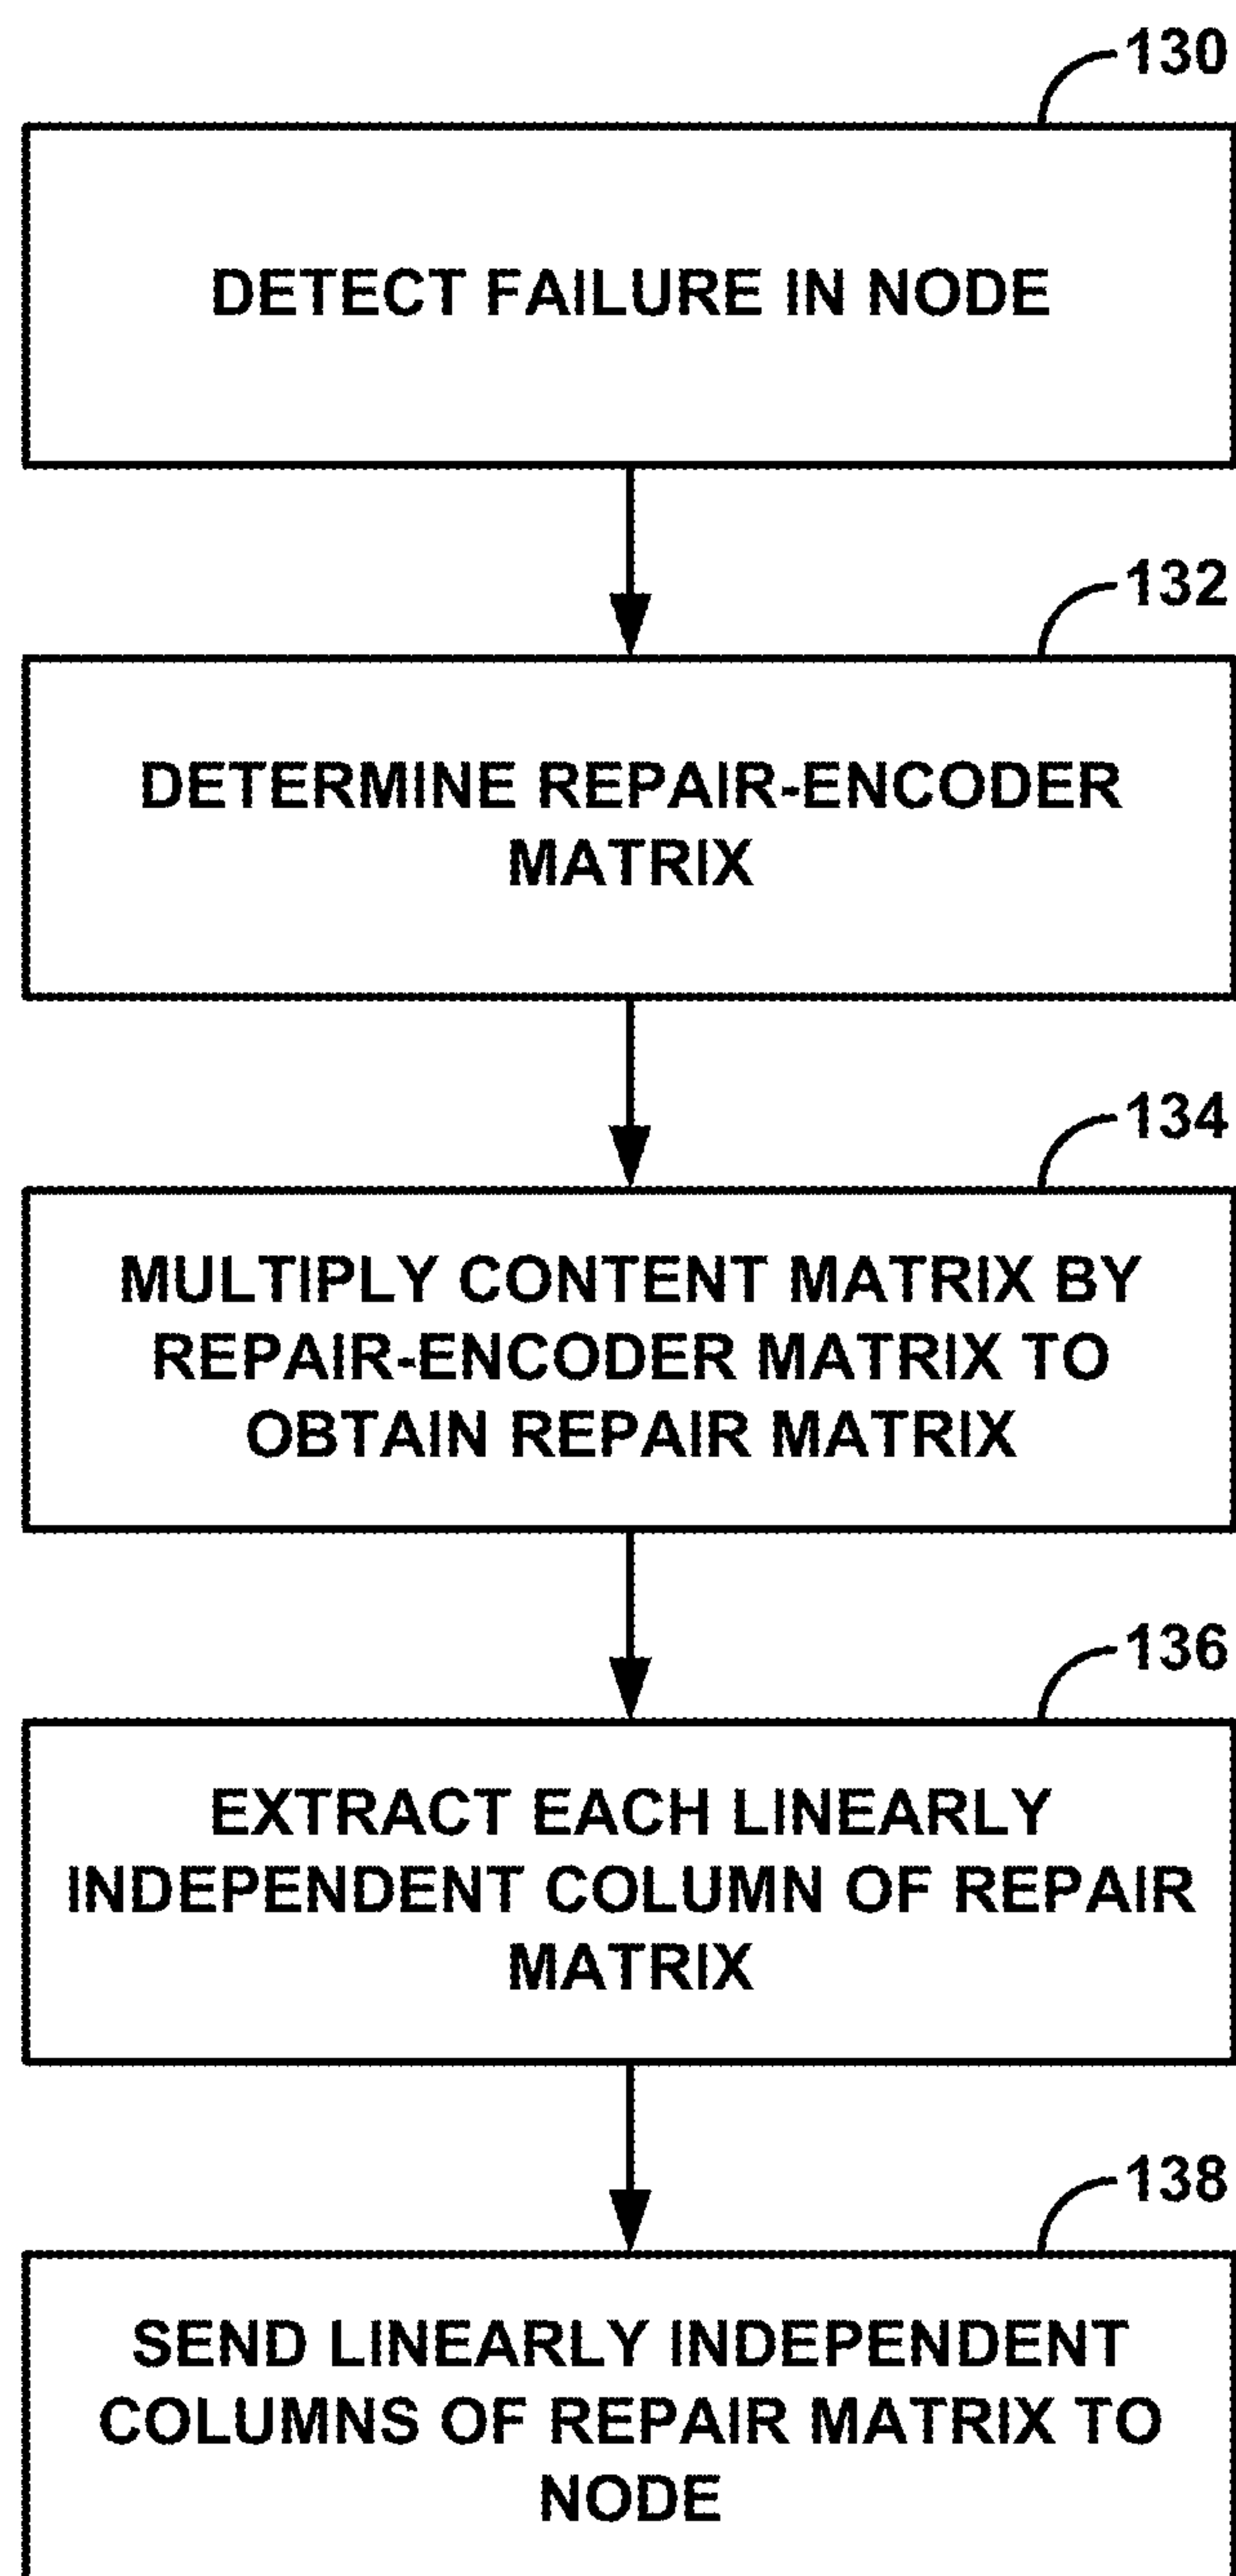 130
DETECT FAILURE IN NODE
132
DETERMINE REPAIR-ENCODER
MATRIX
134
MULTIPLY CONTENT MATRIX BY
REPAIR-ENCODER MATRIX TO
OBTAIN REPAIR MATRIX
136
EXTRACT EACH LINEARLY
INDEPENDENT COLUMN OF REPAIR
MATRIX
138
SEND LINEARLY INDEPENDENT
COLUMNS OF REPAIR MATRIX TO
NODE